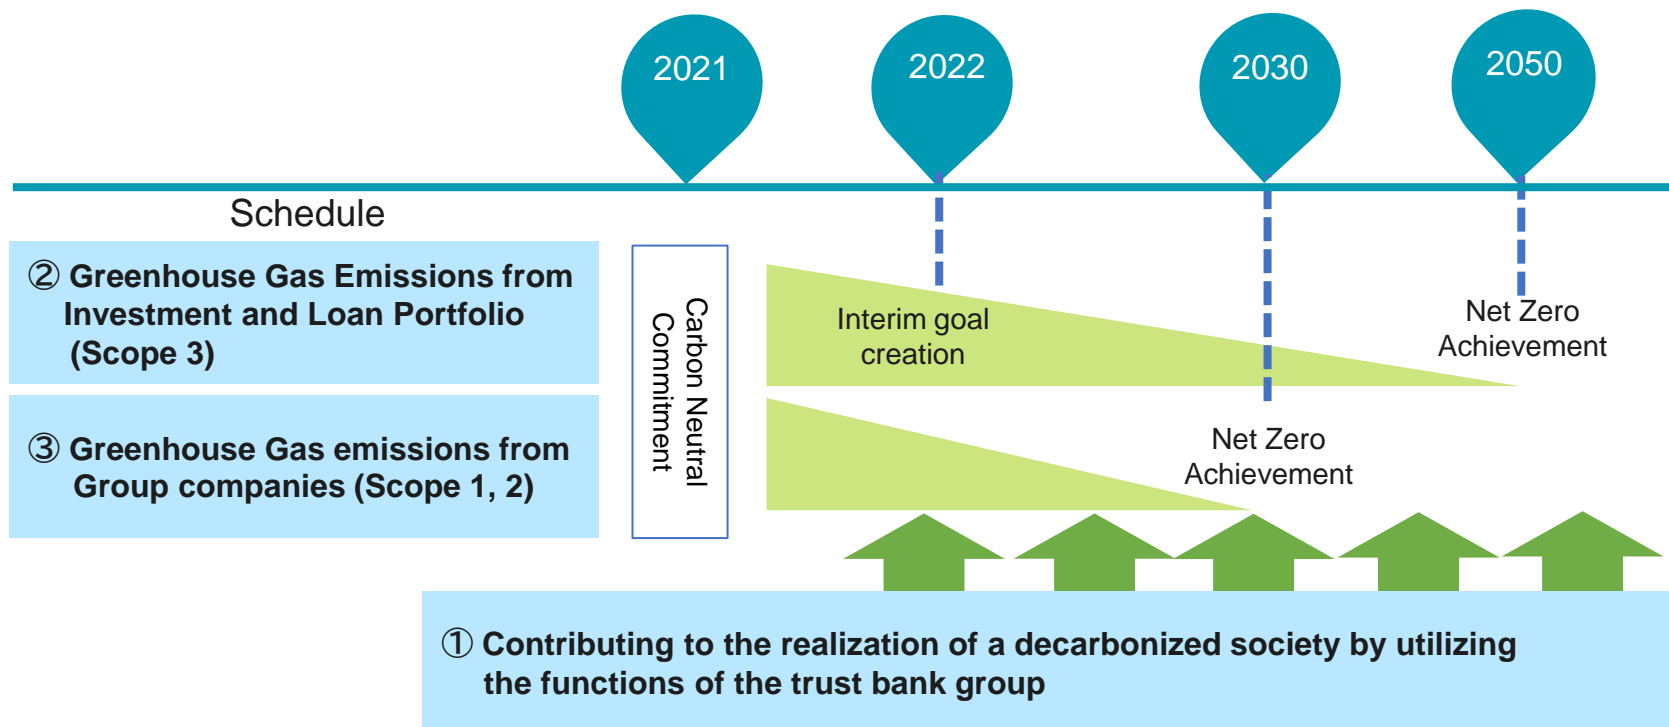 2021
2022
2030
2050
Schedule
② Greenhouse Gas Emissions from
Investment and Loan Portfolio
(Scope 3)
③ Greenhouse Gas emissions from
Group companies (Scope 1, 2)
Carbon Neutral
Commitment
Interim goal
creation
Net Zero
Achievement
Net Zero
Achievement
① Contributing to the realization of a decarbonized society by utilizing
the functions of the trust bank group